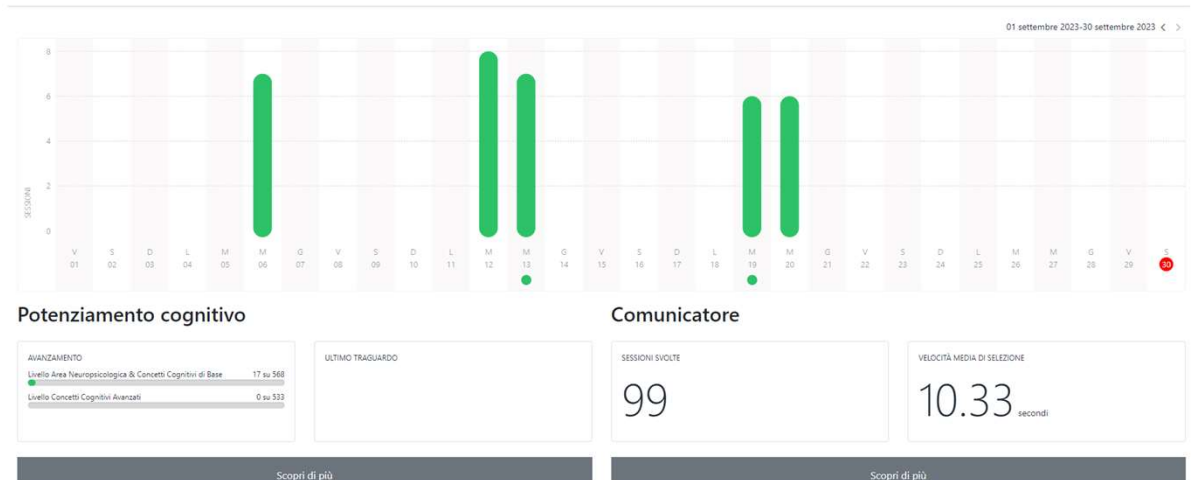 01 settembre 2023-30 settembre 2023
8
6
4
2
0
SESSIONI
V S D L M M G V S D L M M G V S D L M M G V S D L M M G V S
01 02 03 04 05 06 07 08 09 10 11 12 13 14 15 16 17 18 19 20 21 22 23 24 25 26 27 28 29 30
Potenziamento cognitivo
Comunicatore
AVANZAMENTO
Livello Area Neuropsicologica & Concetti Cognitivi di Base 17 su 568
Livello Concetti Cognitivi Avanzati 0 su 533
ULTIMO TRAGUARDO
SESSIONI SVOLTE
99
VELOCITÀ MEDIA DI SELEZIONE
10.33 secondi
Scopri di più
Scopri di più